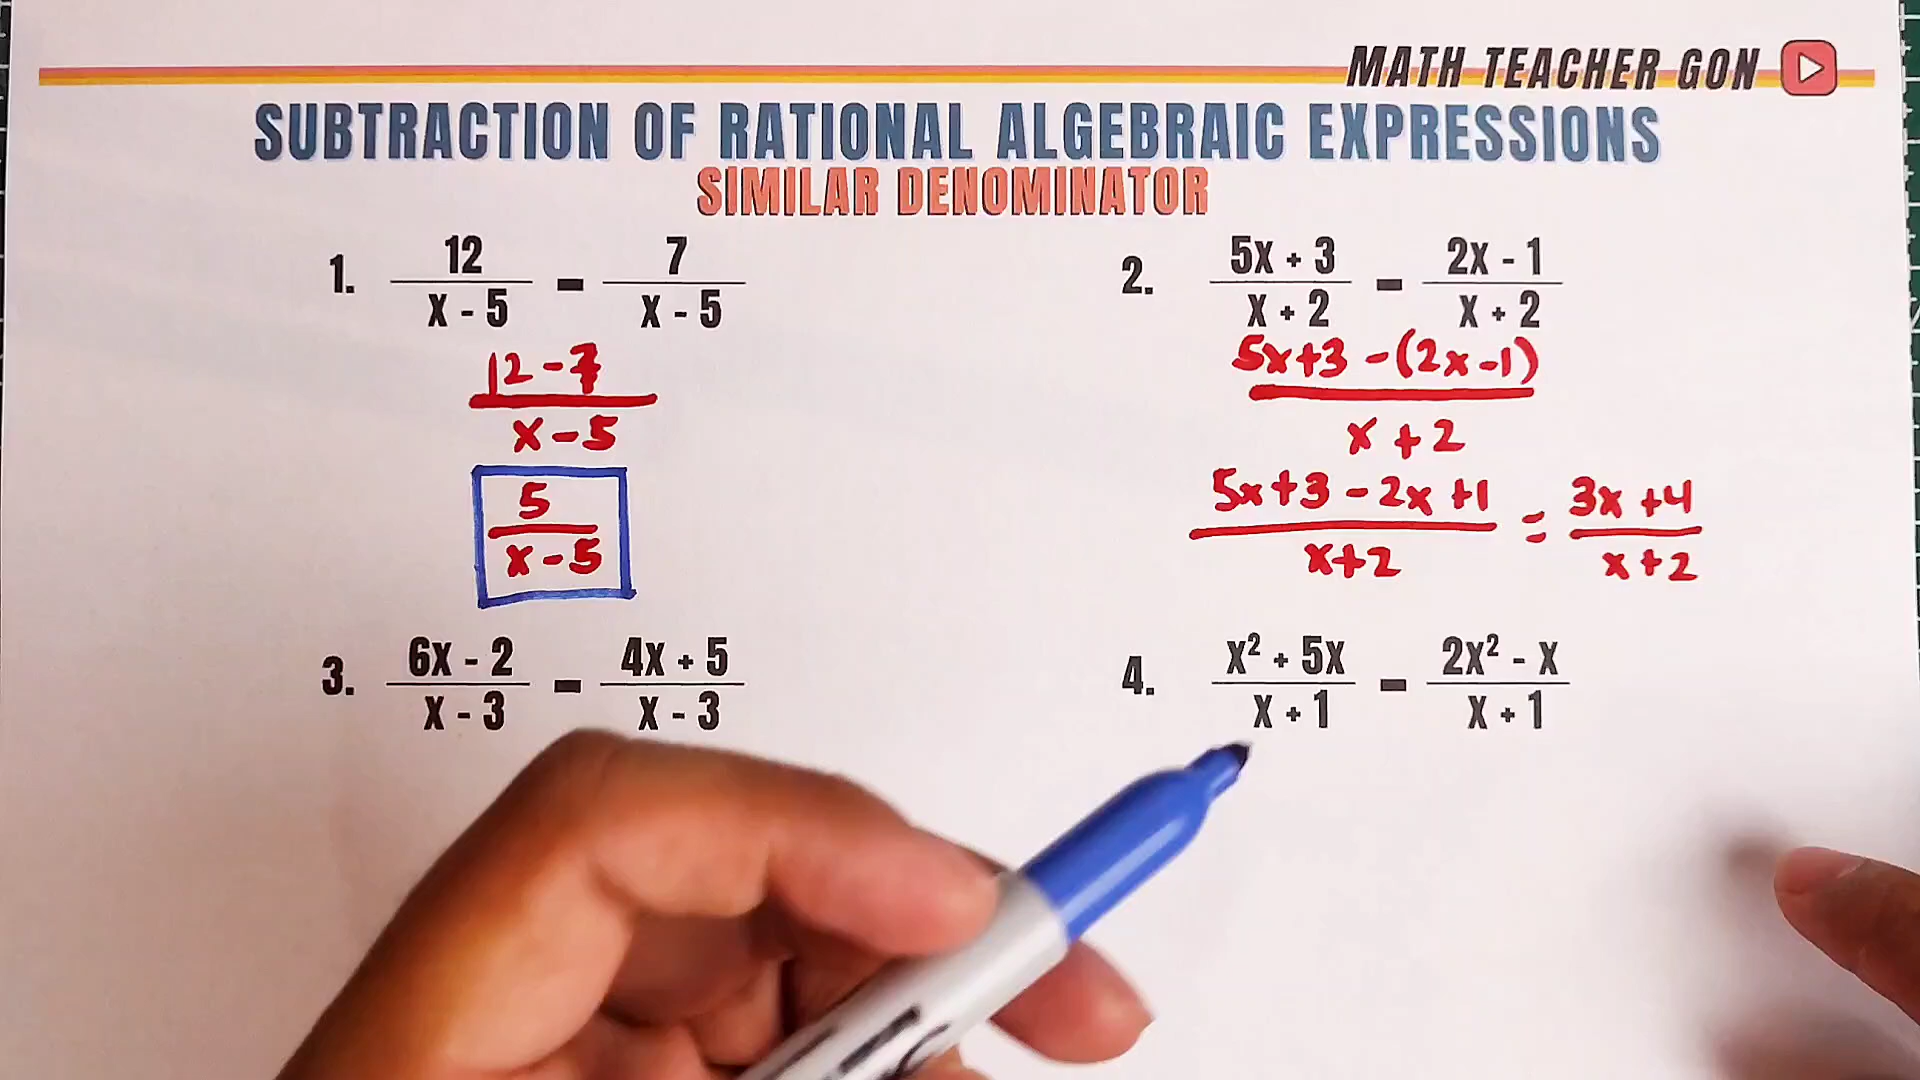 MATH TEACHER GON
SUBTRACTION OF RATIONAL ALGEBRAIC EXPRESSIONS
SIMILAR DENOMINATOR
1. 12 / x - 5 - 7 / x - 5
12 - 7 / x - 5
5 / x - 5
2. 5x + 3 / x + 2 - 2x - 1 / x + 2
5x+3 - (2x - 1) / x + 2
5x+3 - 2x +1 / x+2 = 3x +4 / x+2
3. 6x - 2 / x - 3 - 4x + 5 / x - 3
4. x² + 5x / x + 1 - 2x² - x / x + 1